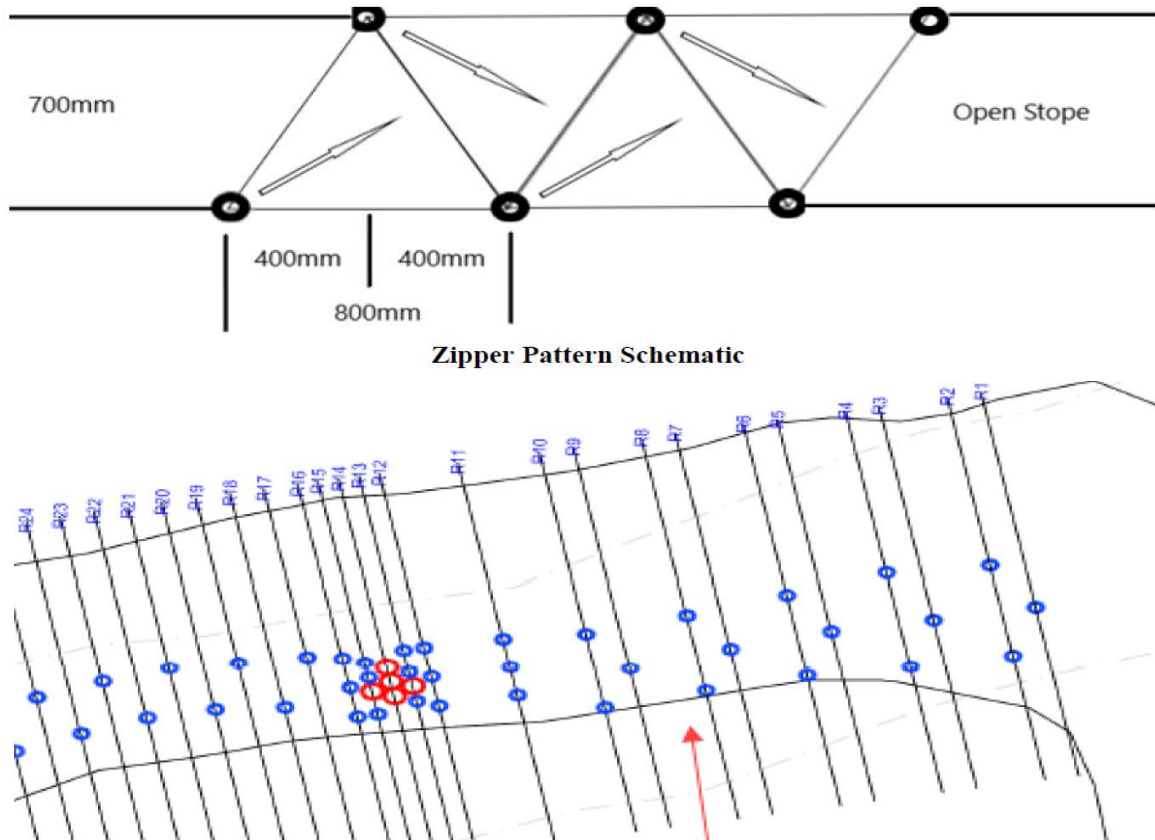 700mm
Open Stope
400mm 400mm
800mm
Zipper Pattern Schematic
R24 R23 R22 R21 R20 R19 R18 R17 R16 R15 R14 R13 R12 R11 R10 R9 R8 R7 R6 R5 R4 R3 R2 R1